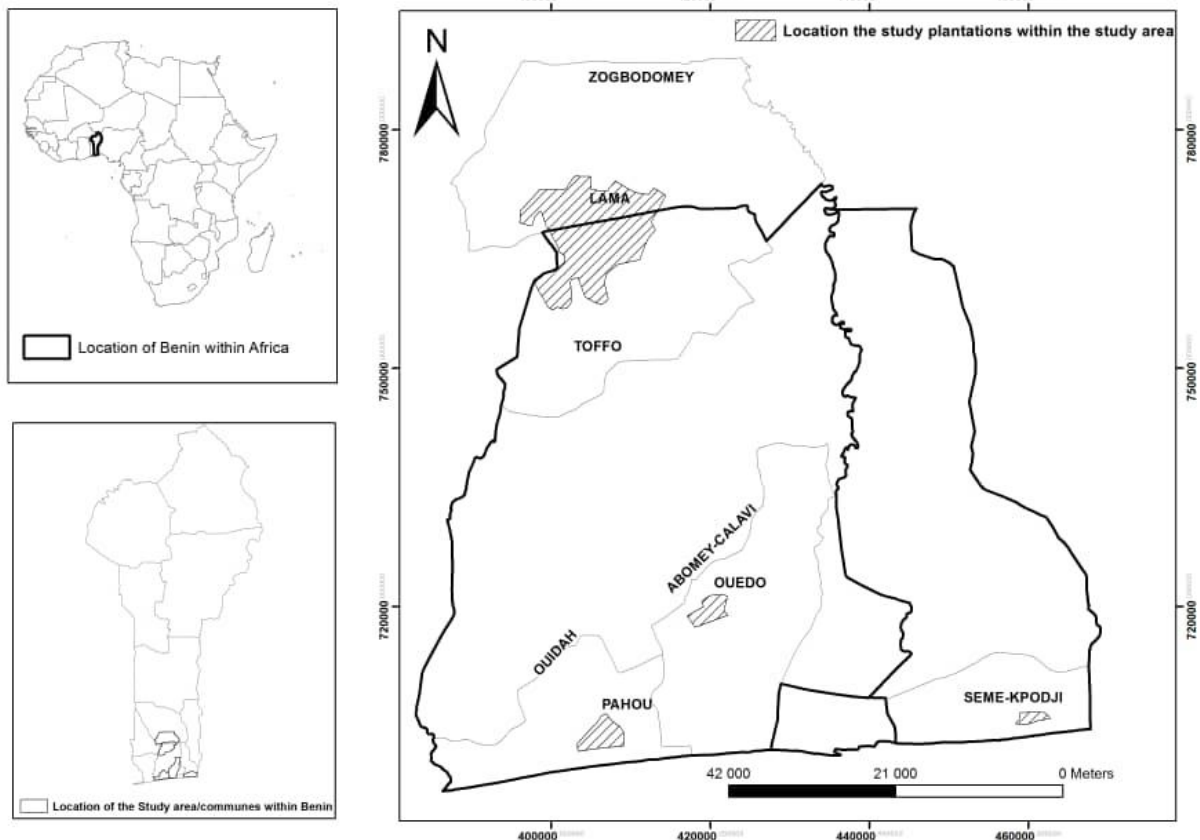 Location of Benin within Africa
Location of the Study area/communes within Benin
Location the study plantations within the study area
N
ZOGBODOMEY
LAMA
TOFFO
ABOMEY-CALAVI
OUEDO
OUIDAH
PAHOU
SEME-KPODJI
42 000 21 000 0 Meters
780000 780000
750000 750000
720000 720000
400000 420000 440000 460000